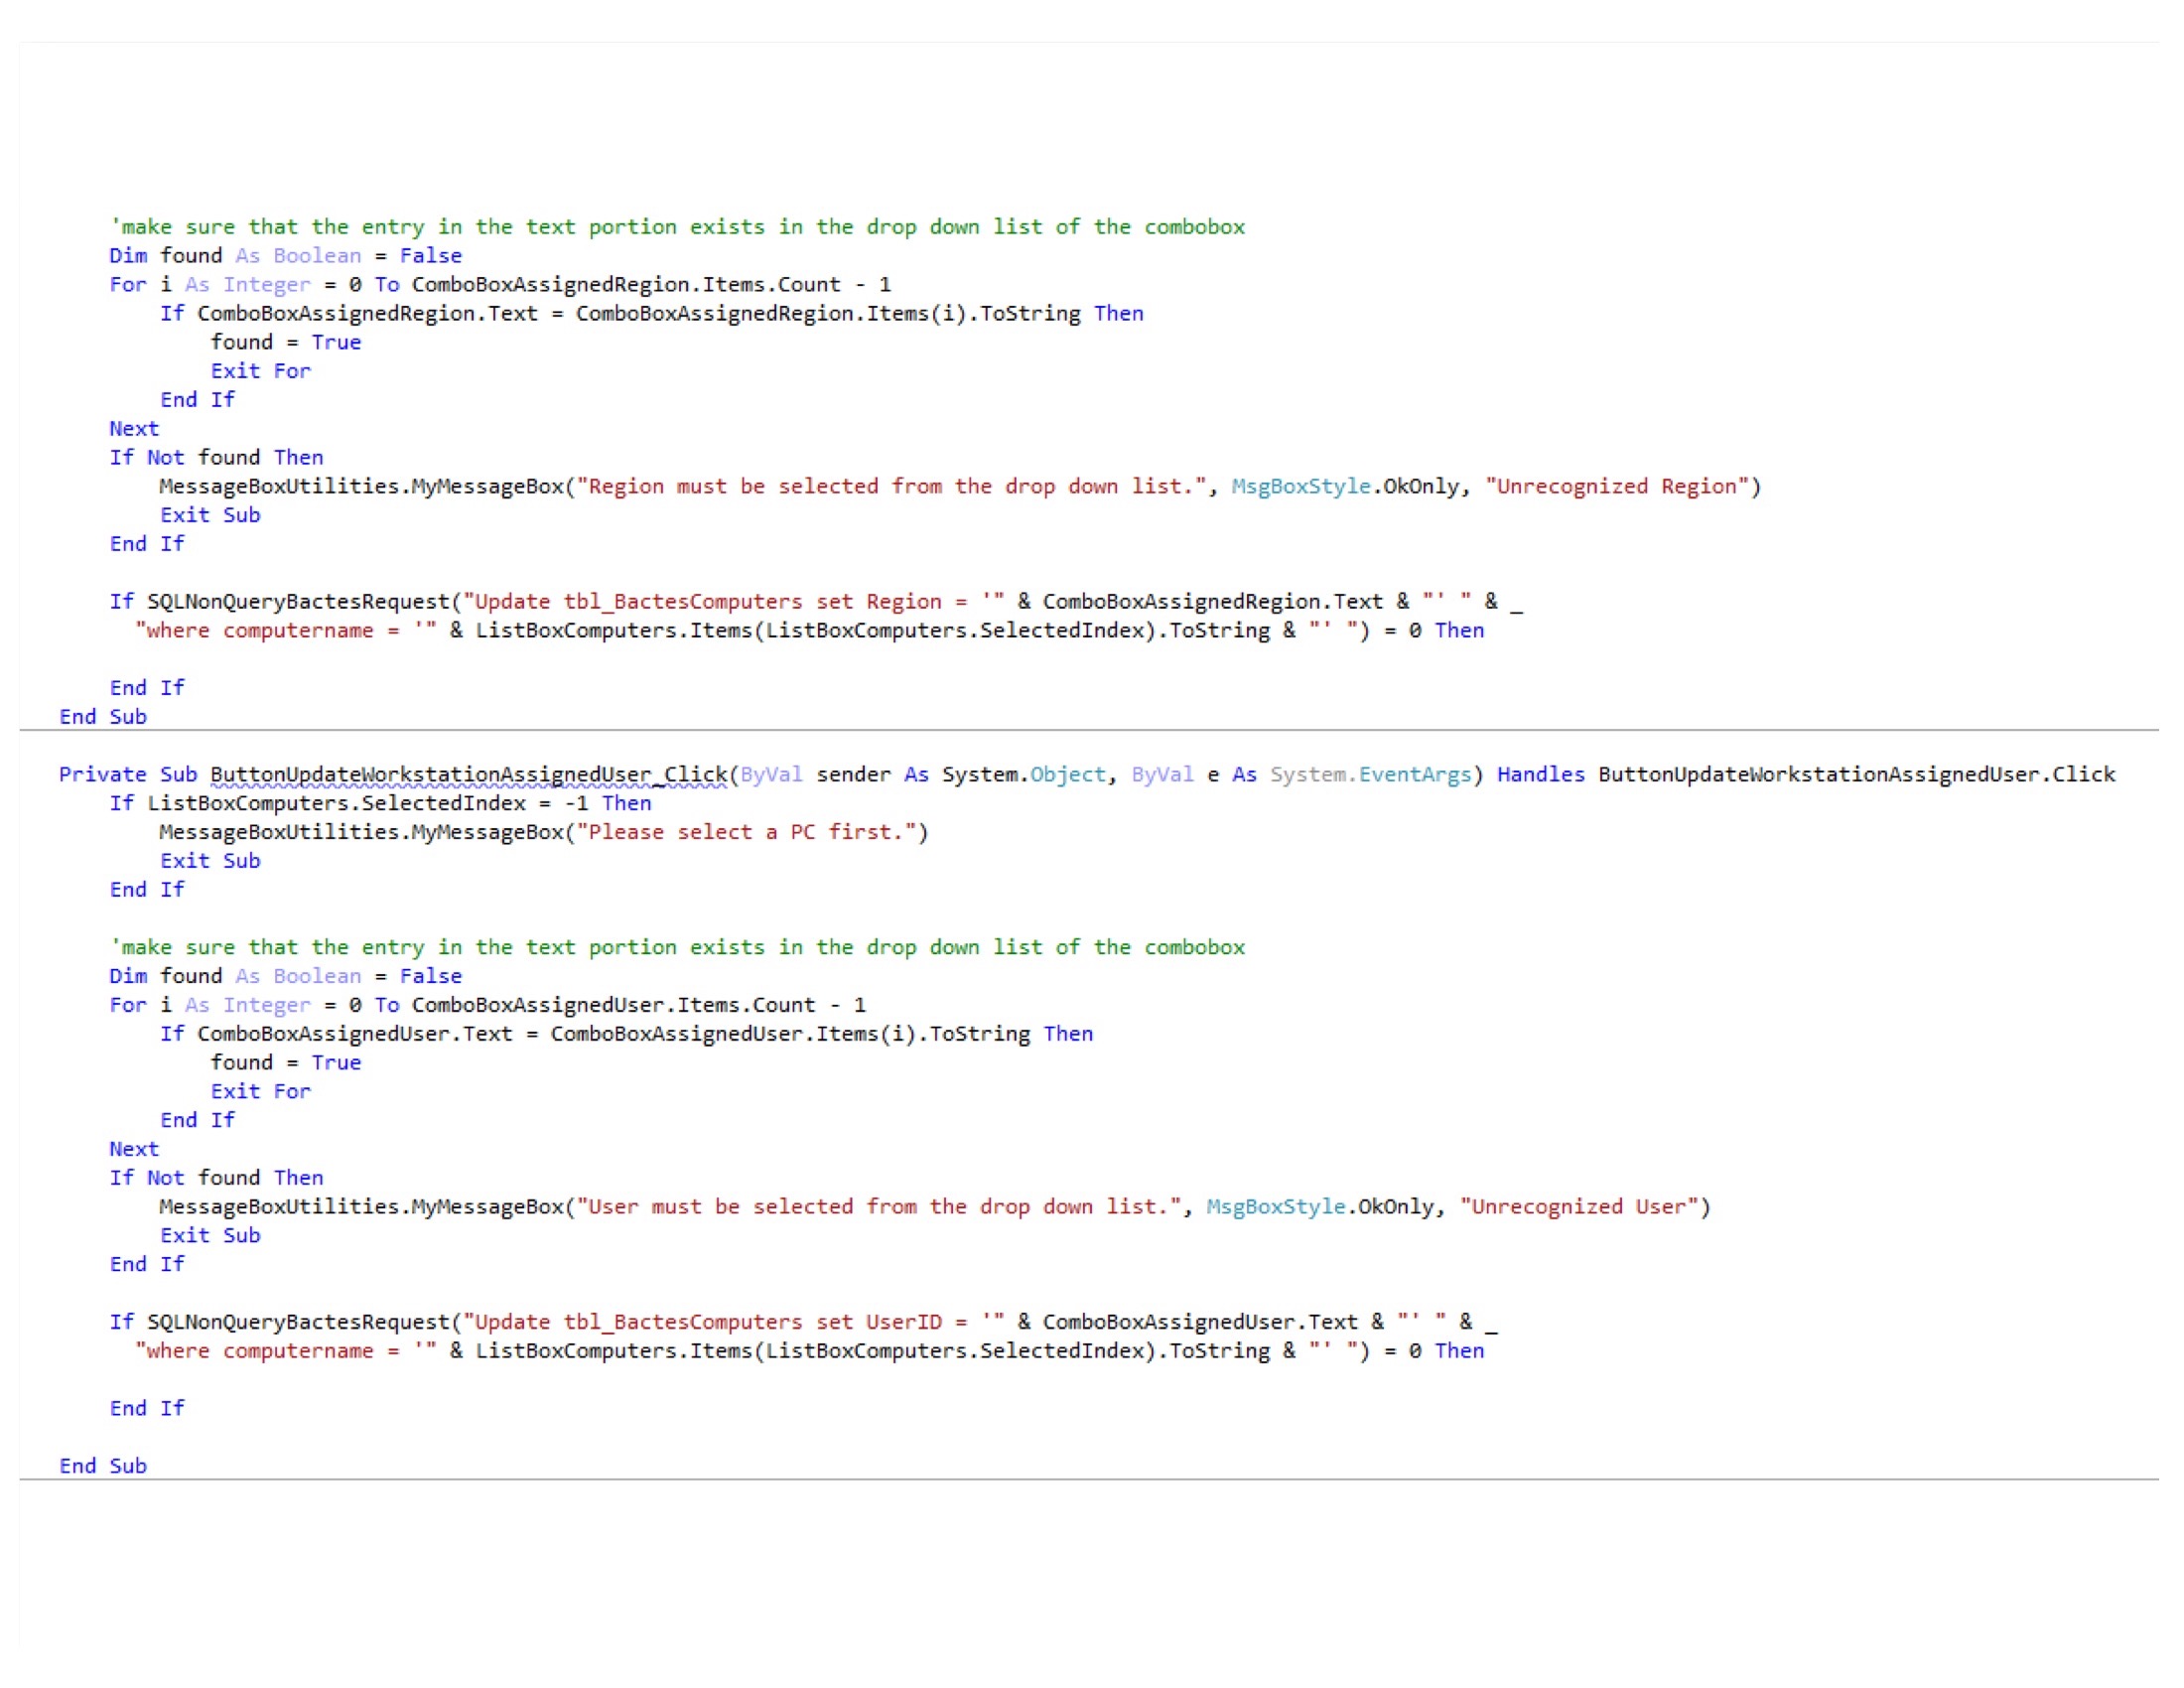 'make sure that the entry in the text portion exists in the drop down list of the combobox
Dim found As Boolean = False
For i As Integer = 0 To ComboBoxAssignedRegion.Items.Count - 1
If ComboBoxAssignedRegion.Text = ComboBoxAssignedRegion.Items(i).ToString Then
found = True
Exit For
End If
Next
If Not found Then
MessageBoxUtilities.MyMessageBox("Region must be selected from the drop down list.", MsgBoxStyle.OkOnly, "Unrecognized Region")
Exit Sub
End If
If SQLNonQueryBactesRequest("Update tbl_BactesComputers set Region = '" & ComboBoxAssignedRegion.Text & "' " & _
"where computername = '" & ListBoxComputers.Items(ListBoxComputers.SelectedIndex).ToString & "' ") = 0 Then
End If
End Sub
Private Sub ButtonUpdateWorkstationAssignedUser_Click(ByVal sender As System.Object, ByVal e As System.EventArgs) Handles ButtonUpdateWorkstationAssignedUser.Click
If ListBoxComputers.SelectedIndex = -1 Then
MessageBoxUtilities.MyMessageBox("Please select a PC first.")
Exit Sub
End If
'make sure that the entry in the text portion exists in the drop down list of the combobox
Dim found As Boolean = False
For i As Integer = 0 To ComboBoxAssignedUser.Items.Count - 1
If ComboBoxAssignedUser.Text = ComboBoxAssignedUser.Items(i).ToString Then
found = True
Exit For
End If
Next
If Not found Then
MessageBoxUtilities.MyMessageBox("User must be selected from the drop down list.", MsgBoxStyle.OkOnly, "Unrecognized User")
Exit Sub
End If
If SQLNonQueryBactesRequest("Update tbl_BactesComputers set UserID = '" & ComboBoxAssignedUser.Text & "' " & _
"where computername = '" & ListBoxComputers.Items(ListBoxComputers.SelectedIndex).ToString & "' ") = 0 Then
End If
End Sub